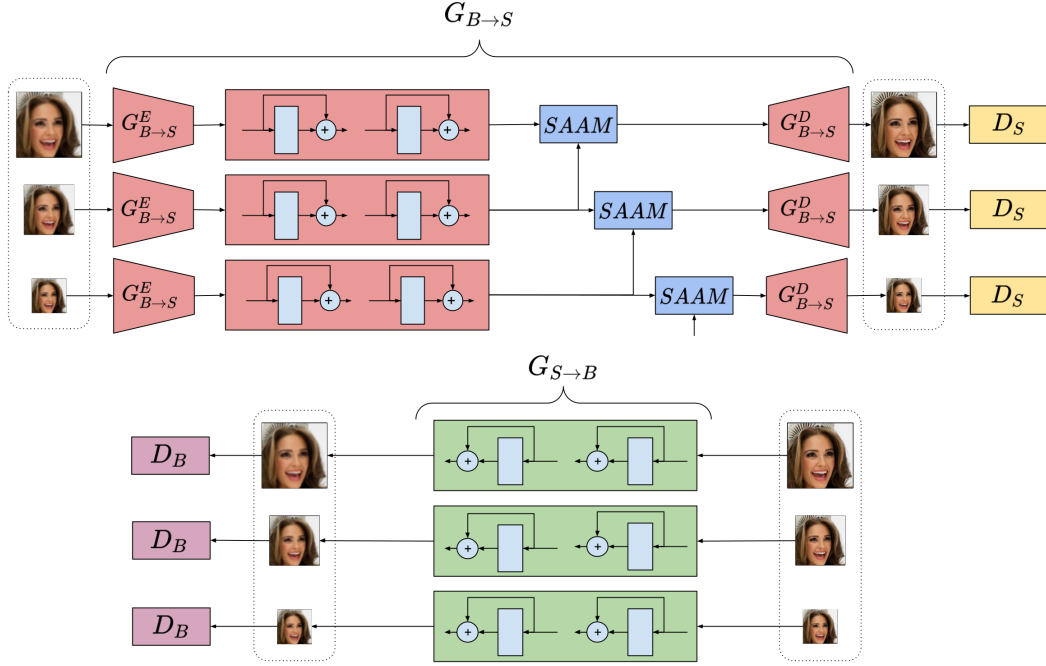 G_{B→S}
G^E_{B→S} + + SAAM G^D_{B→S} D_S
G^E_{B→S} + + SAAM G^D_{B→S} D_S
G^E_{B→S} + + SAAM G^D_{B→S} D_S
G_{S→B}
D_B + +
D_B + +
D_B + +